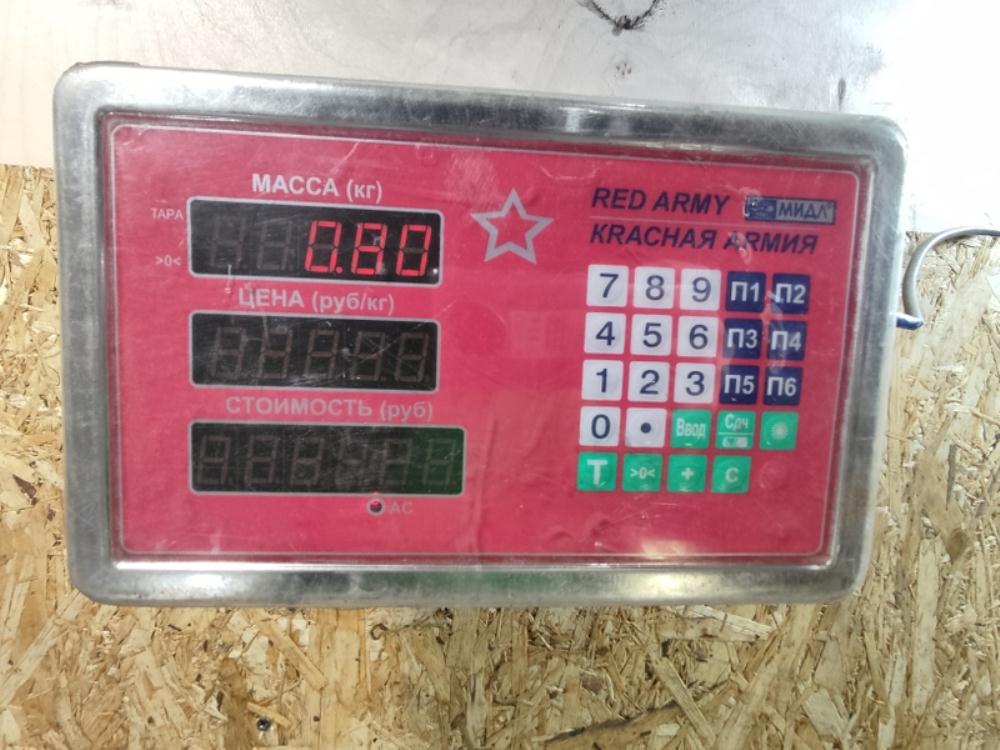 МАССА (кг)
ТАРА
0.80
>0<
ЦЕНА (руб/кг)
СТОИМОСТЬ (руб)
АС
RED ARMY МИДЛ
КRАСНАЯ АRМИЯ
7 8 9 П1 П2
4 5 6 П3 П4
1 2 3 П5 П6
0 • Ввод Сдч
Т >0< + С